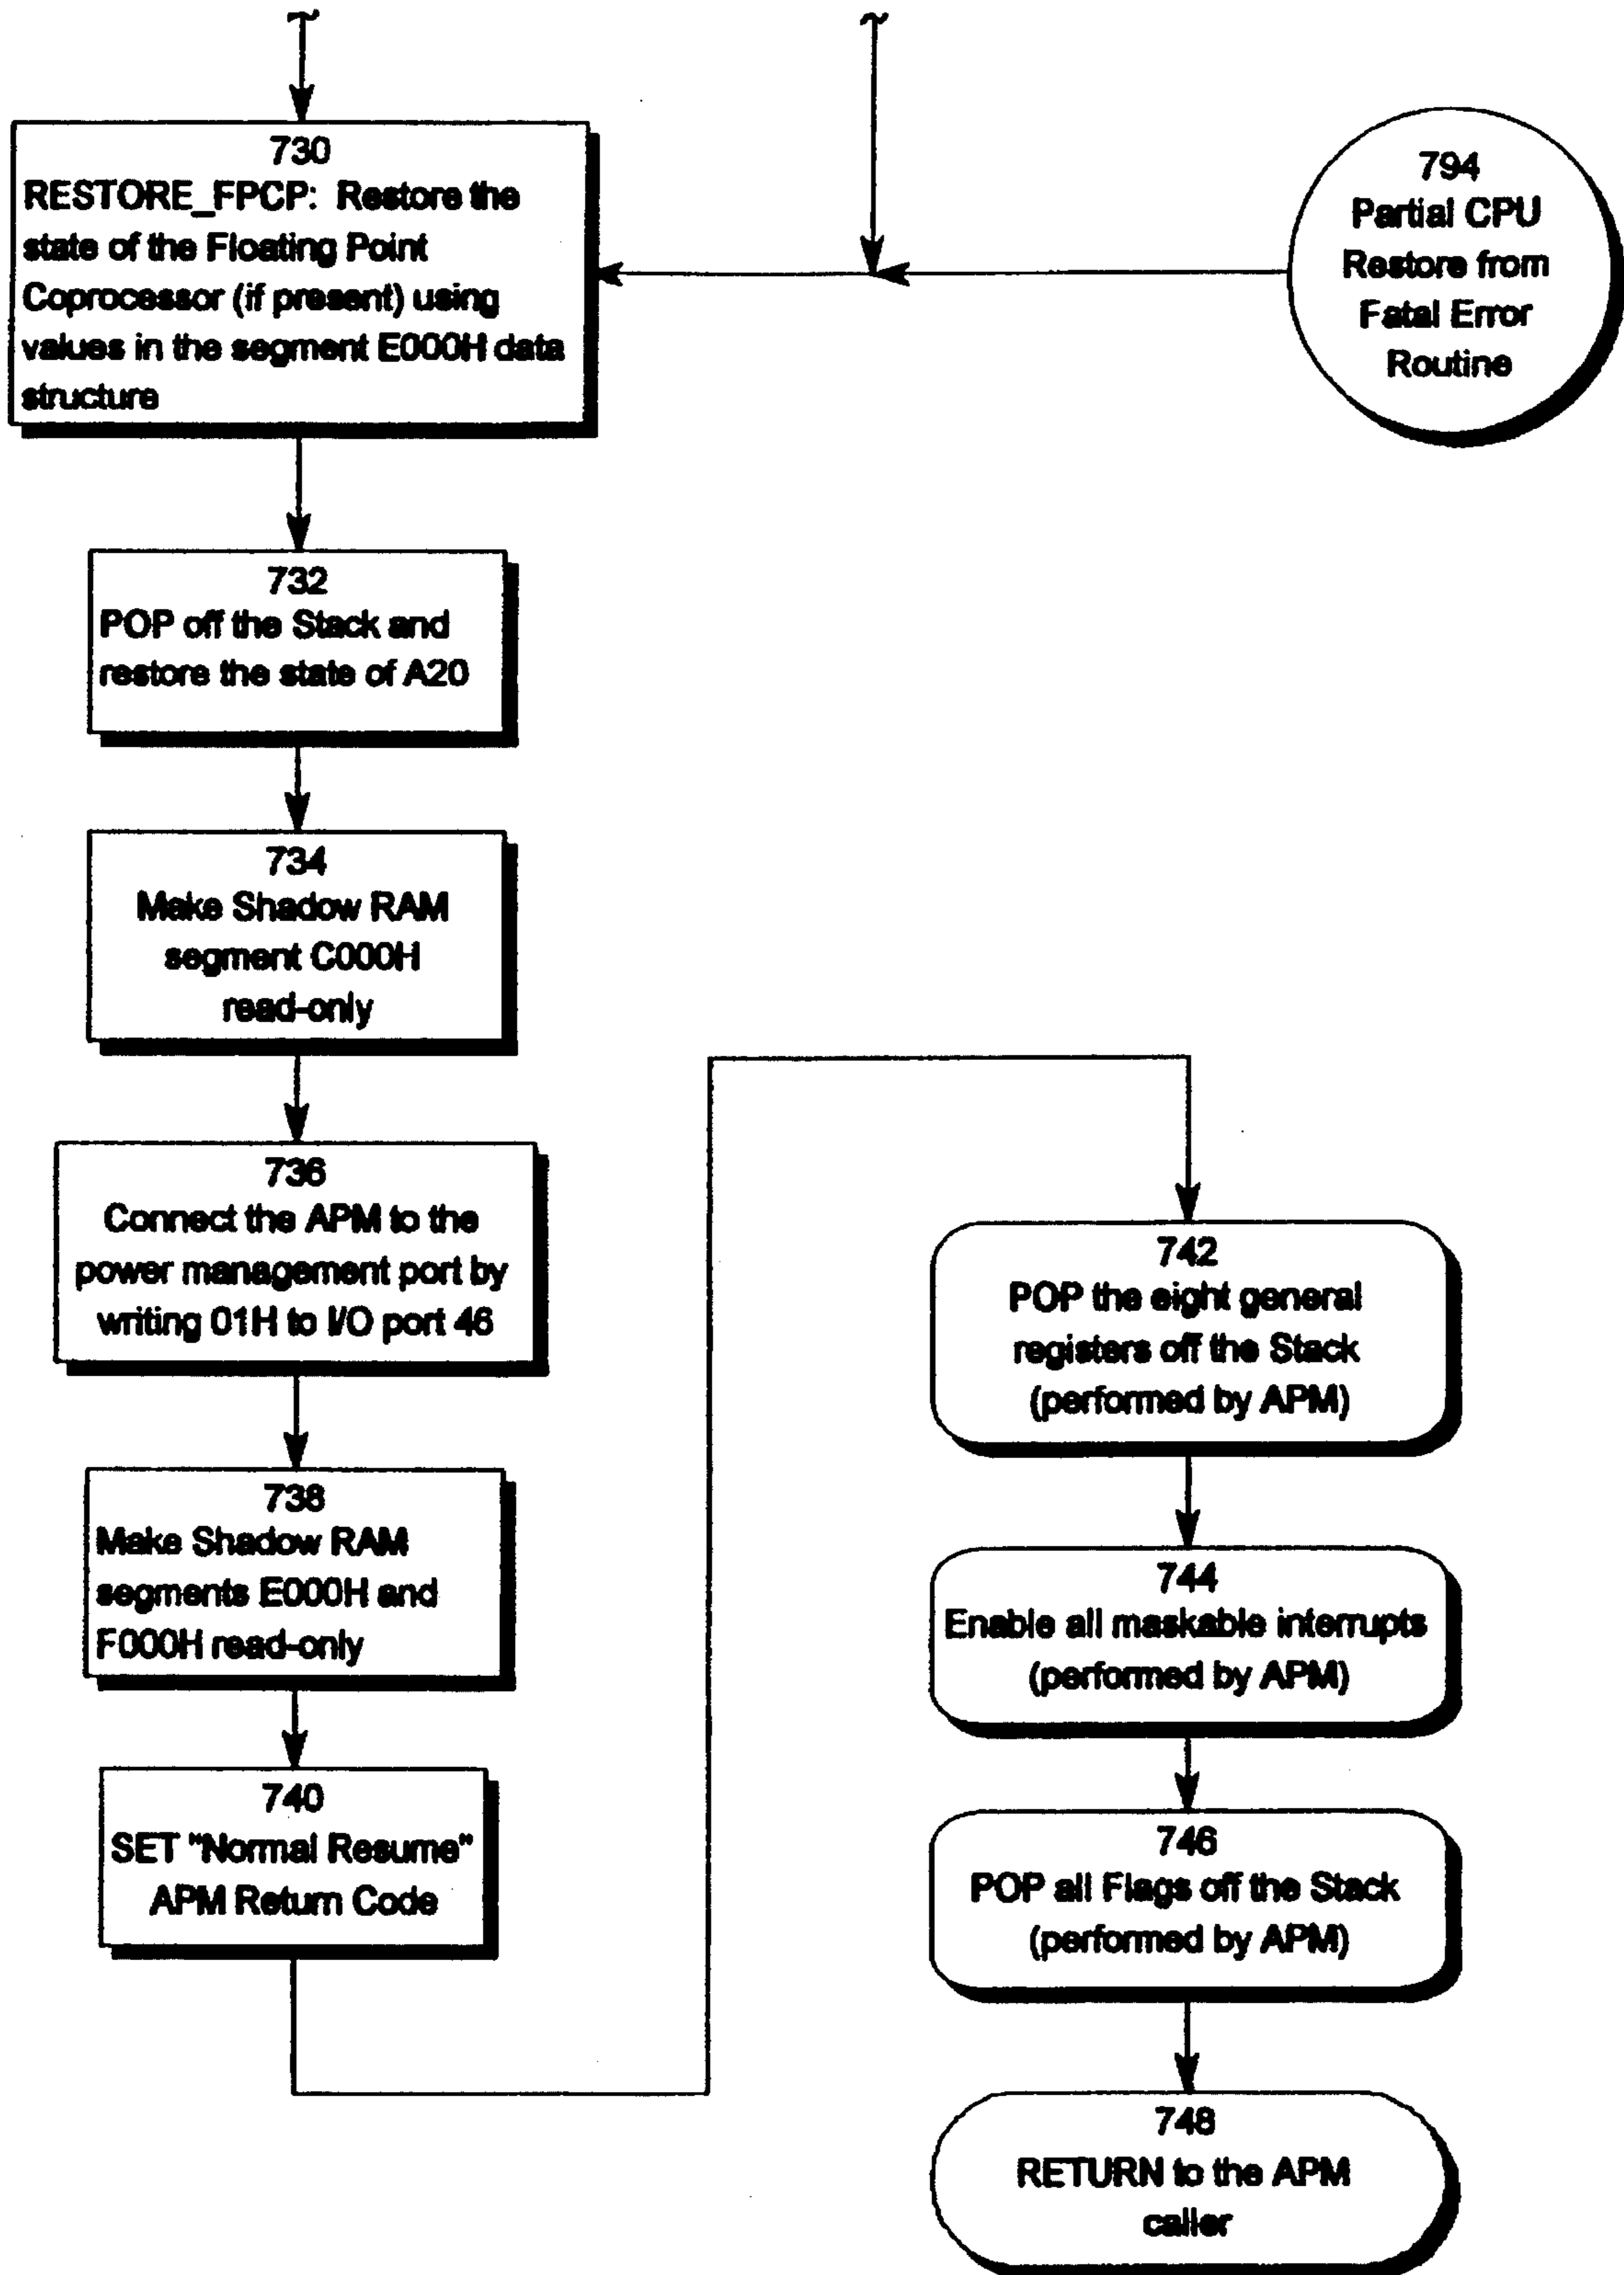 730
RESTORE_FPCP: Restore the
state of the Floating Point
Coprocessor (if present) using
values in the segment E000H data
structure
794
Partial CPU
Restore from
Fatal Error
Routine
732
POP off the Stack and
restore the state of A20
734
Make Shadow RAM
segment C000H
read-only
736
Connect the APM to the
power management port by
writing 01H to I/O port 46
738
Make Shadow RAM
segments E000H and
F000H read-only
740
SET "Normal Resume"
APM Return Code
742
POP the eight general
registers off the Stack
(performed by APM)
744
Enable all maskable interrupts
(performed by APM)
746
POP all Flags off the Stack
(performed by APM)
748
RETURN to the APM
caller